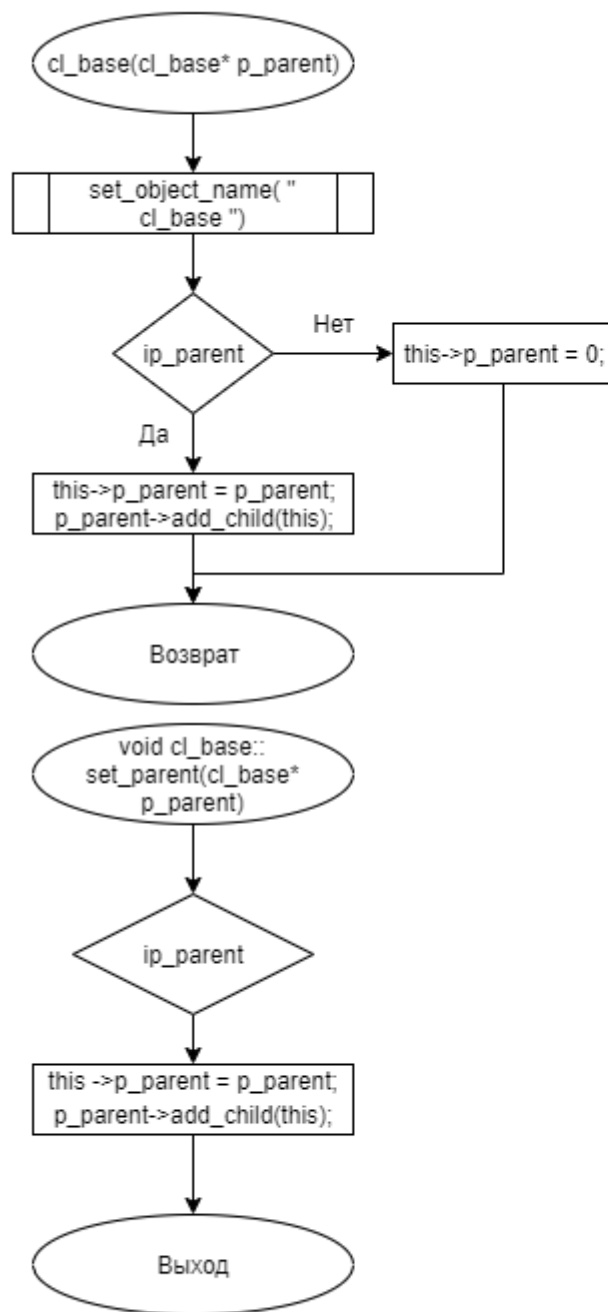 cl_base(cl_base* p_parent)
set_object_name( "
cl_base ")
ip_parent
Нет
this->p_parent = 0;
Да
this->p_parent = p_parent;
p_parent->add_child(this);
Возврат
void cl_base::
set_parent(cl_base*
p_parent)
ip_parent
this ->p_parent = p_parent;
p_parent->add_child(this);
Выход